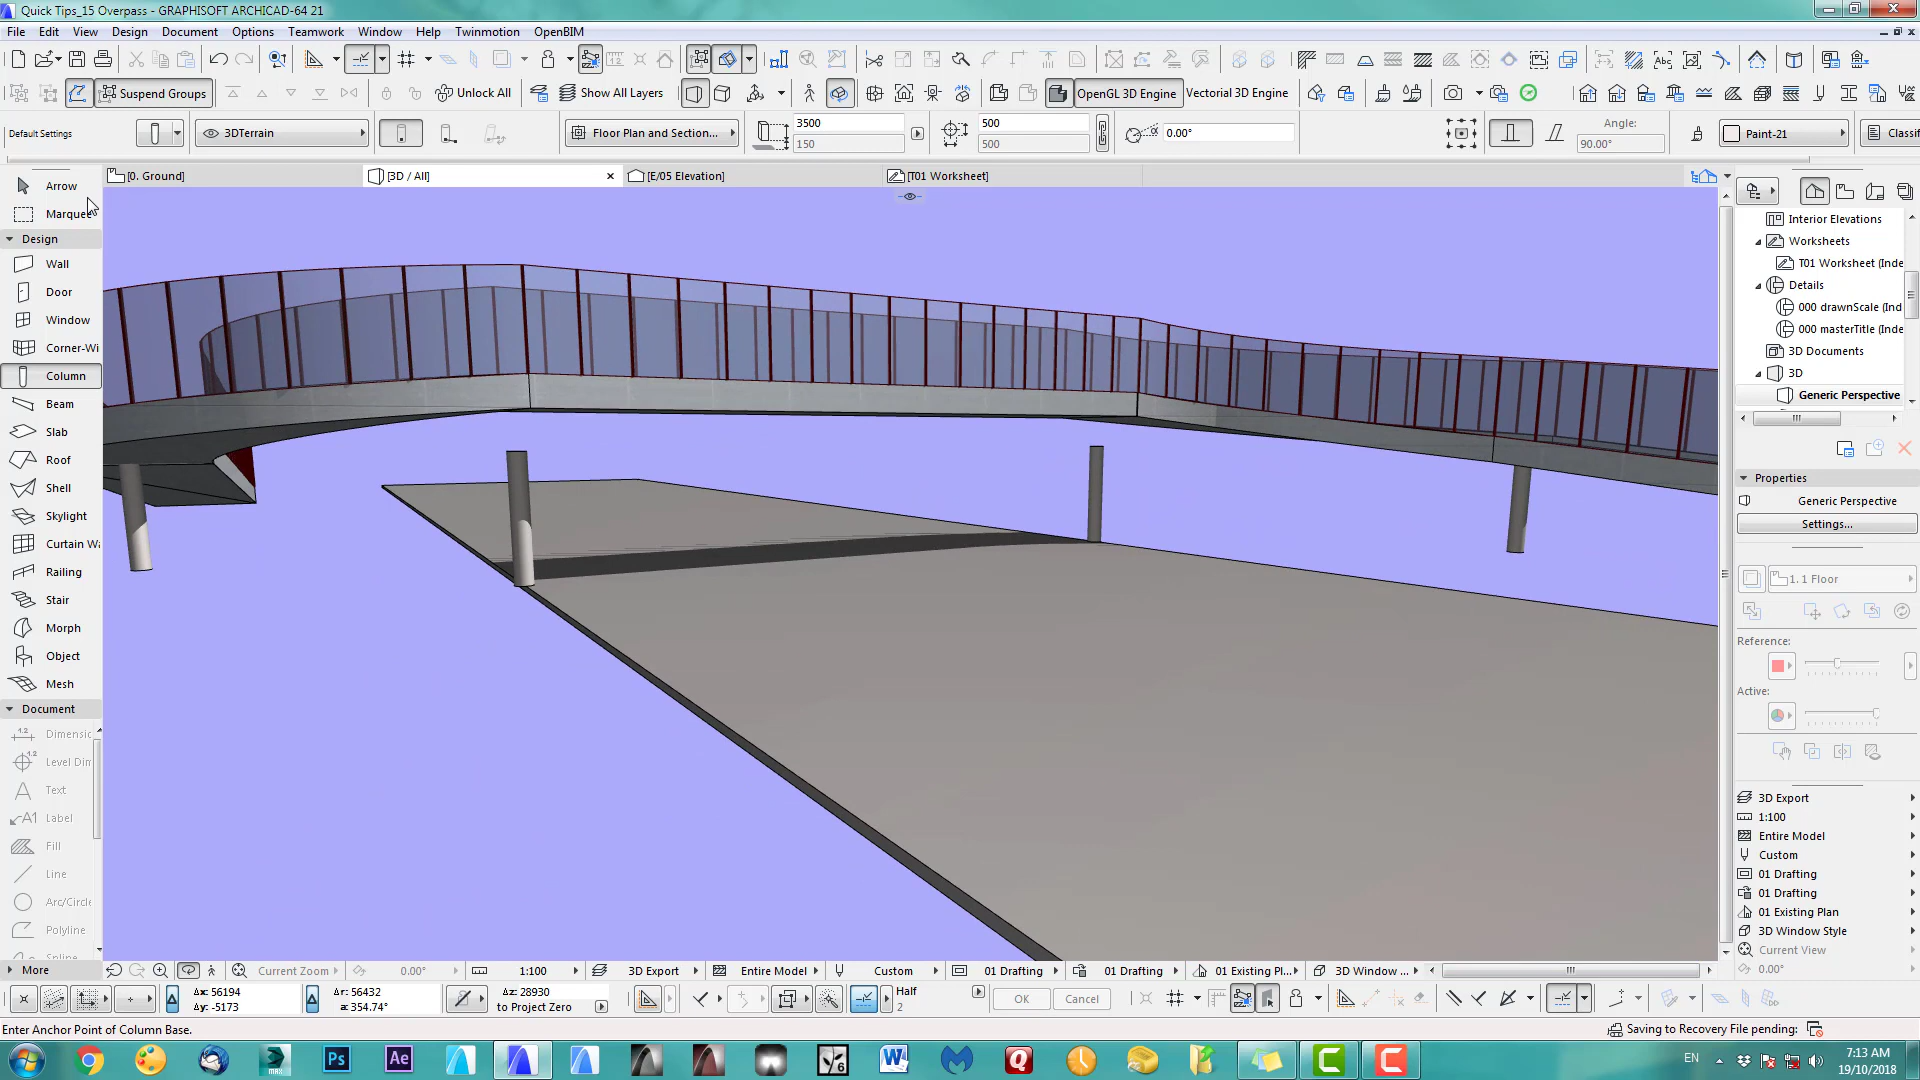 Quick Tips_15 Overpass - GRAPHISOFT ARCHICAD-64 21
File Edit View Design Document Options Teamwork Window Help Twinmotion OpenBIM
Suspend Groups Unlock All Show All Layers OpenGL 3D Engine Vectorial 3D Engine
Default Settings 3DTerrain Floor Plan and Section... 3500 150 500 500 0.00° Angle: 90.00° Paint-21 Classif
[0. Ground] [3D / All] [E/05 Elevation] [T01 Worksheet]
Arrow
Marquee
Design
Wall
Door
Window
Corner-Wi
Column
Beam
Slab
Roof
Shell
Skylight
Curtain Wa
Railing
Stair
Morph
Object
Mesh
Document
Dimensic
Level Dim
Text
Label
Fill
Line
Arc/Circle
Polyline
More
Interior Elevations
Worksheets
T01 Worksheet (Inde
Details
000 drawnScale (Ind
000 masterTitle (Inde
3D Documents
3D
Generic Perspective
Properties
Generic Perspective
Settings...
1. 1 Floor
Reference:
Active:
3D Export
1:100
Entire Model
Custom
01 Drafting
01 Drafting
01 Existing Plan
3D Window Style
Current View
0.00°
Current Zoom 0.00° 1:100 3D Export Entire Model Custom 01 Drafting 01 Drafting 01 Existing Pl... 3D Window ...
Δx: 56194 Δr: 56432 Δz: 28930 Half OK Cancel
Δy: -5173 a: 354.74° to Project Zero 2
Enter Anchor Point of Column Base. Saving to Recovery File pending:
EN 7:13 AM
19/10/2018